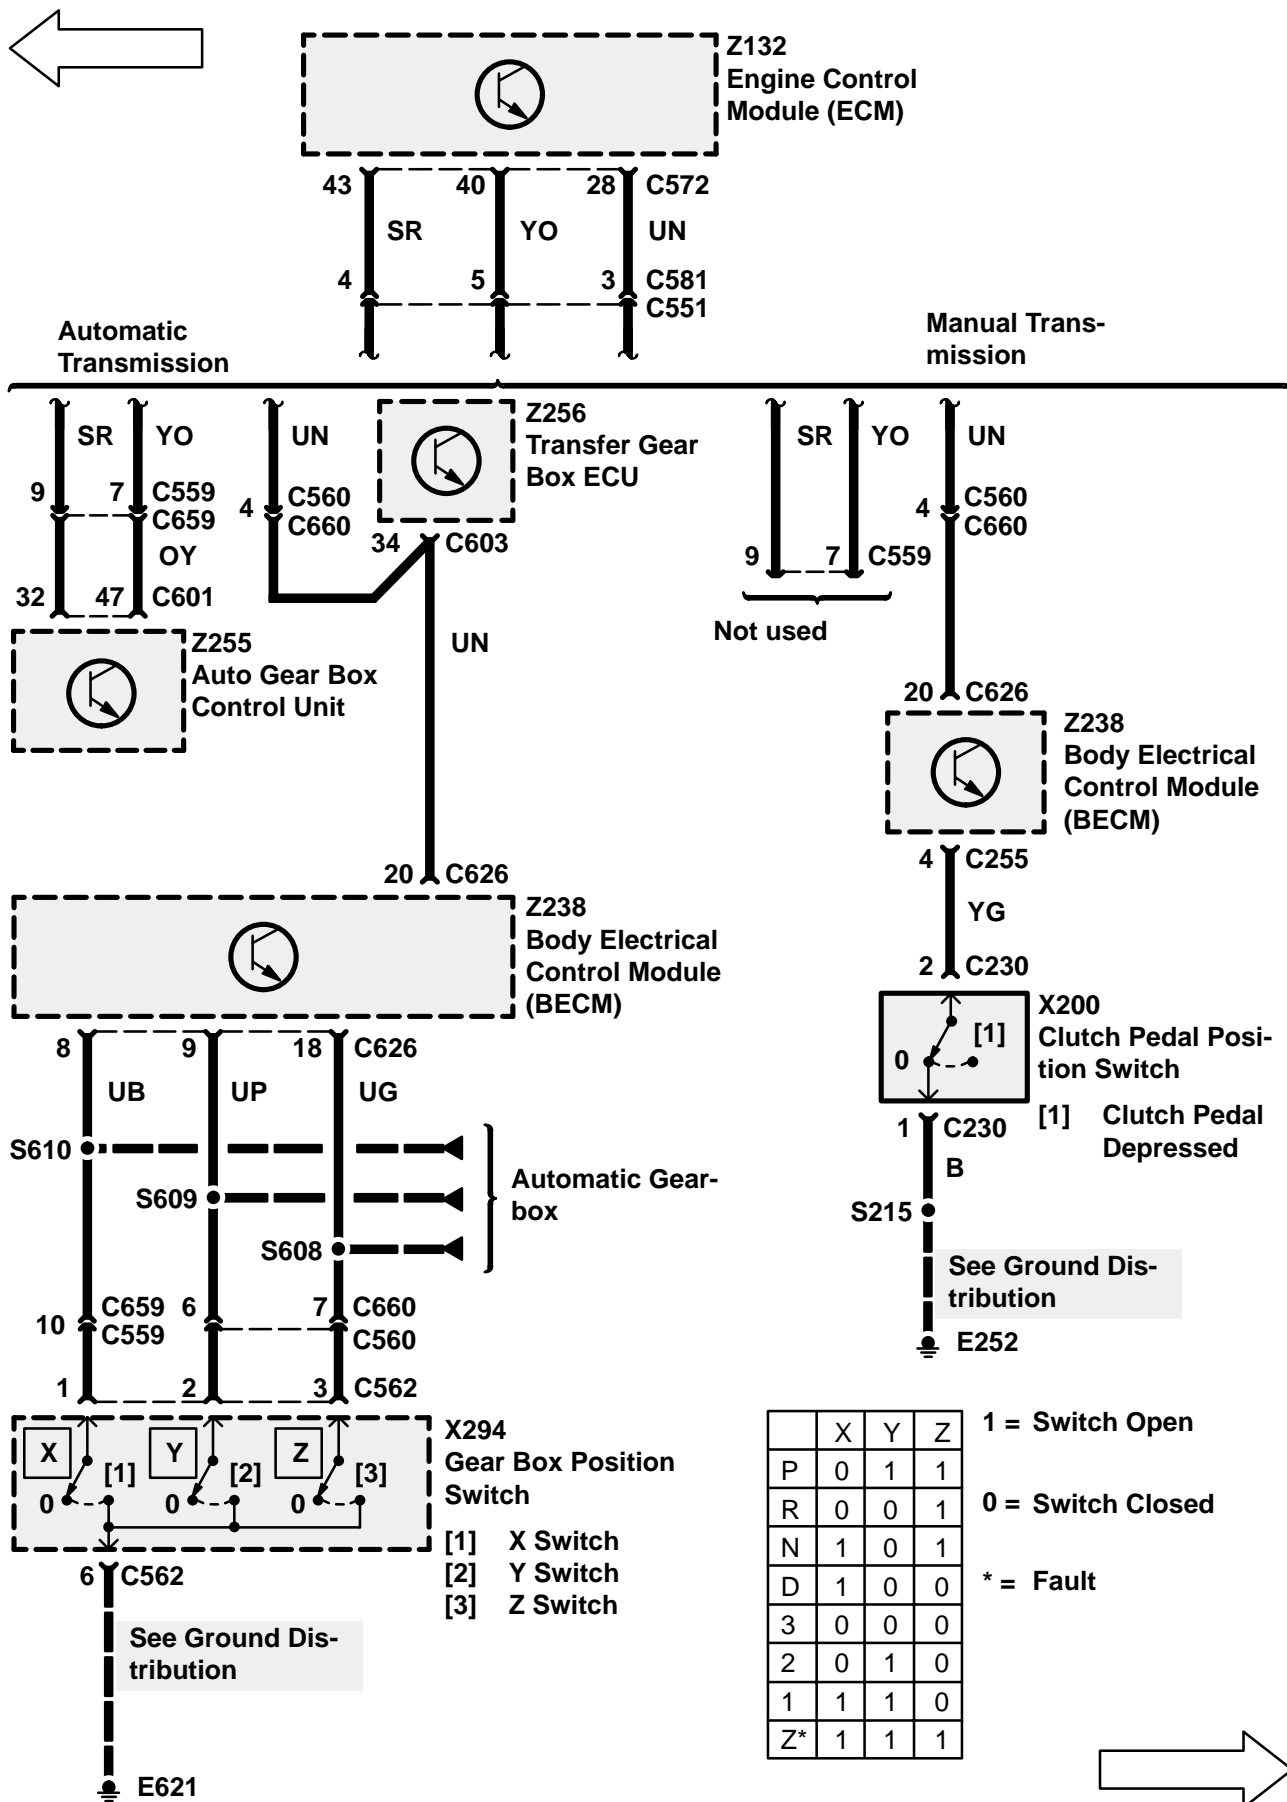 Z132
Engine Control
Module (ECM)
43 40 28 C572
SR YO UN
4 5 3 C581
C551
Automatic
Transmission
Manual Trans-
mission
SR YO UN
Z256
Transfer Gear
Box ECU
SR YO UN
9 7 C559
C659
4 C560
C660
4 C560
C660
OY
34 C603
9 7 C559
32 47 C601
Not used
Z255
Auto Gear Box
Control Unit
UN
20 C626
Z238
Body Electrical
Control Module
(BECM)
20 C626
4 C255
Z238
Body Electrical
Control Module
(BECM)
YG
2 C230
8 9 18 C626
UB UP UG
X200
Clutch Pedal Posi-
tion Switch
0 [1]
[1] Clutch Pedal
Depressed
1 C230
B
S610
S609
S608
Automatic Gear-
box
S215
See Ground Dis-
tribution
E252
10 C659 6 7 C660
C559 C560
1 2 3 C562
X Y Z
[1] [2] [3]
0 0 0
X294
Gear Box Position
Switch
[1] X Switch
[2] Y Switch
[3] Z Switch
6 C562
See Ground Dis-
tribution
E621
X Y Z
P 0 1 1
R 0 0 1
N 1 0 1
D 1 0 0
3 0 0 0
2 0 1 0
1 1 1 0
Z* 1 1 1
1 = Switch Open
0 = Switch Closed
* = Fault